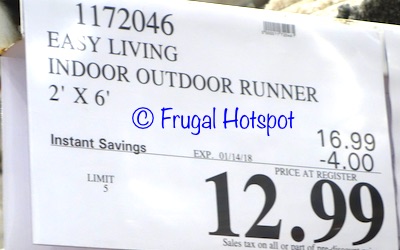 1172046
EASY LIVING
INDOOR OUTDOOR RUNNER
2' X 6'
© Frugal Hotspot
16.99
Instant Savings EXP. 01/14/18 -4.00
PRICE AT REGISTER
LIMIT
5
12.99
Sales tax on all or part of pre-